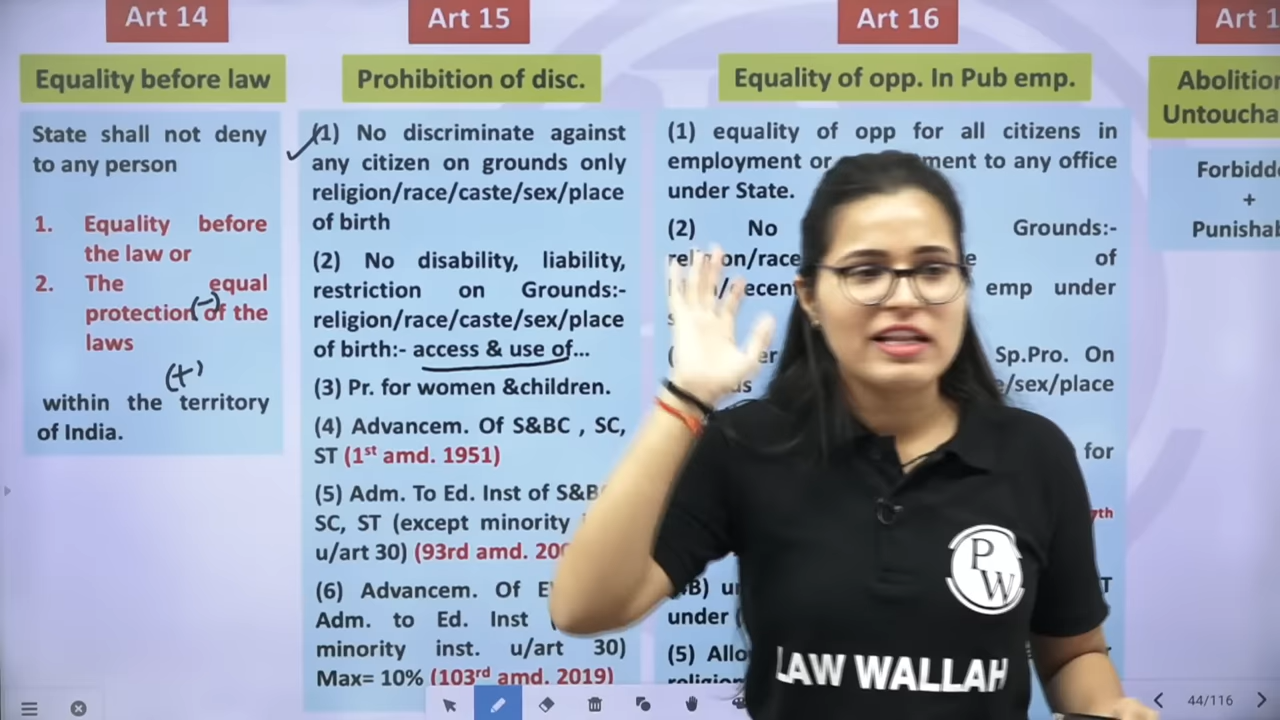 Art 14
Equality before law
State shall not deny
to any person
1. Equality before
the law or
2. The equal
protection of the
laws
(-)
(+)
within the territory
of India.
Art 15
Prohibition of disc.
(1) No discriminate against
any citizen on grounds only
religion/race/caste/sex/place
of birth
(2) No disability, liability,
restriction on Grounds:-
religion/race/caste/sex/place
of birth:- access & use of...
(3) Pr. for women &children.
(4) Advancem. Of S&BC , SC,
ST (1st amd. 1951)
(5) Adm. To Ed. Inst of
SC, ST (except minority
u/art 30) (93rd amd.
(6) Advancem. Of
Adm. to Ed. Inst
minority inst. u/art 30)
Max= 10% (103rd amd. 2019)
Art 16
Equality of opp. In Pub emp.
(1) equality of opp for all citizens in
employment or to any office
under State.
(2) No Grounds:-
of
emp under
Sp.Pro. On
/sex/place
for
under
(5)
Art
Forbidd
+
PW
LAW WALLAH
44/116